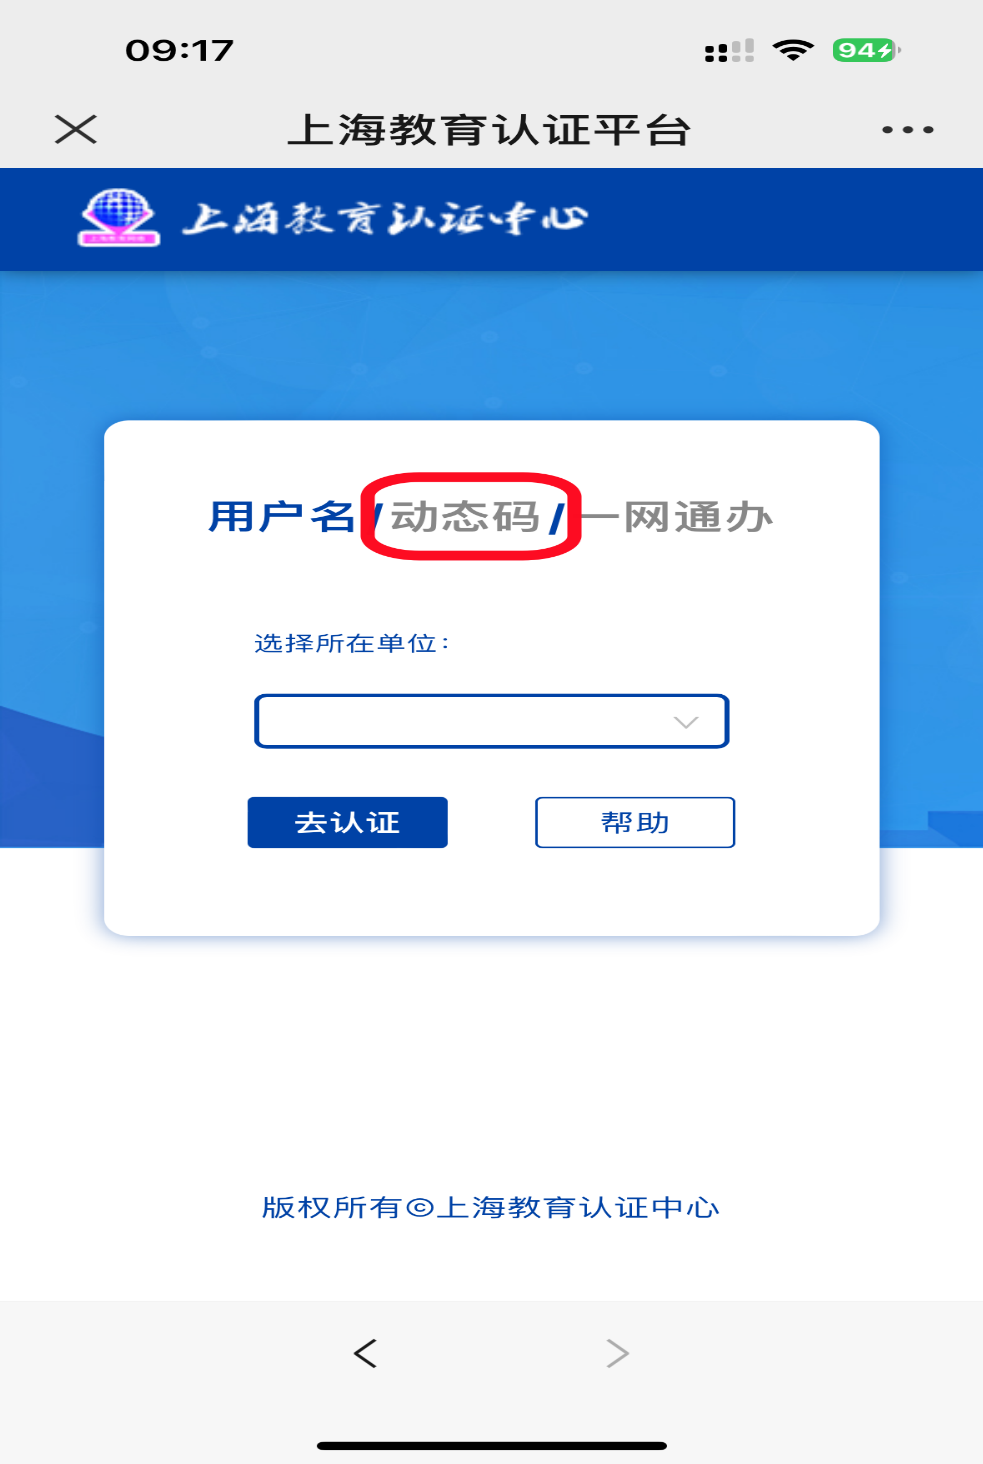 09:17
94
上海教育认证平台
上海教育认证中心
用户名/动态码/一网通办
选择所在单位:
去认证
帮助
版权所有©上海教育认证中心